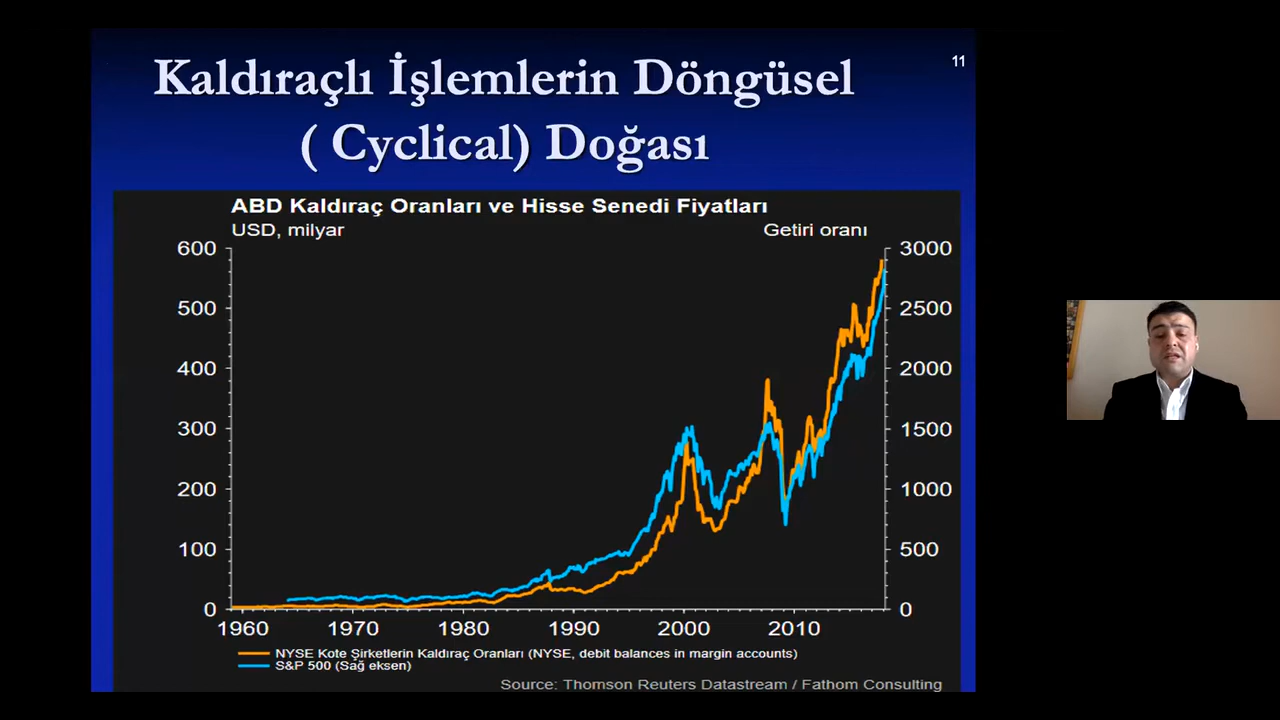 11
Kaldıraçlı İşlemlerin Döngüsel
( Cyclical) Doğası
ABD Kaldıraç Oranları ve Hisse Senedi Fiyatları
USD, milyar Getiri oranı
600 3000
500 2500
400 2000
300 1500
200 1000
100 500
0 0
1960 1970 1980 1990 2000 2010
NYSE Kote Şirketlerin Kaldıraç Oranları (NYSE, debit balances in margin accounts)
S&P 500 (Sağ eksen)
Source: Thomson Reuters Datastream / Fathom Consulting